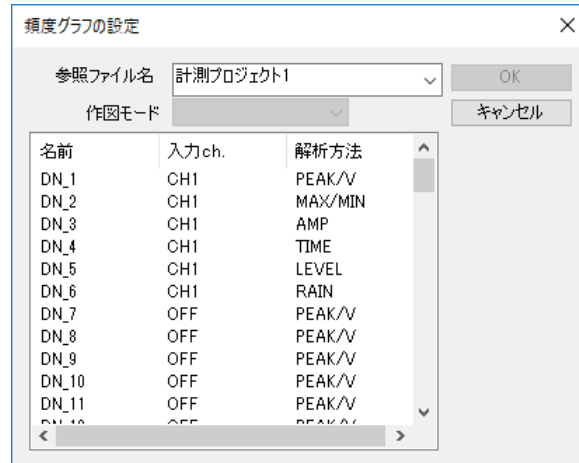 頻度グラフの設定
参照ファイル名 計測プロジェクト1 OK
作図モード キャンセル
名前 入力ch. 解析方法
DN_1 CH1 PEAK/V
DN_2 CH1 MAX/MIN
DN_3 CH1 AMP
DN_4 CH1 TIME
DN_5 CH1 LEVEL
DN_6 CH1 RAIN
DN_7 OFF PEAK/V
DN_8 OFF PEAK/V
DN_9 OFF PEAK/V
DN_10 OFF PEAK/V
DN_11 OFF PEAK/V